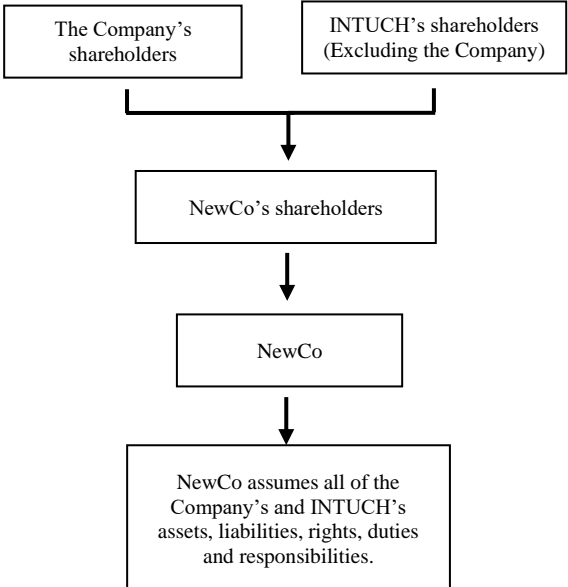 The Company’s
shareholders
INTUCH’s shareholders
(Excluding the Company)
NewCo’s shareholders
NewCo
NewCo assumes all of the
Company’s and INTUCH’s
assets, liabilities, rights, duties
and responsibilities.